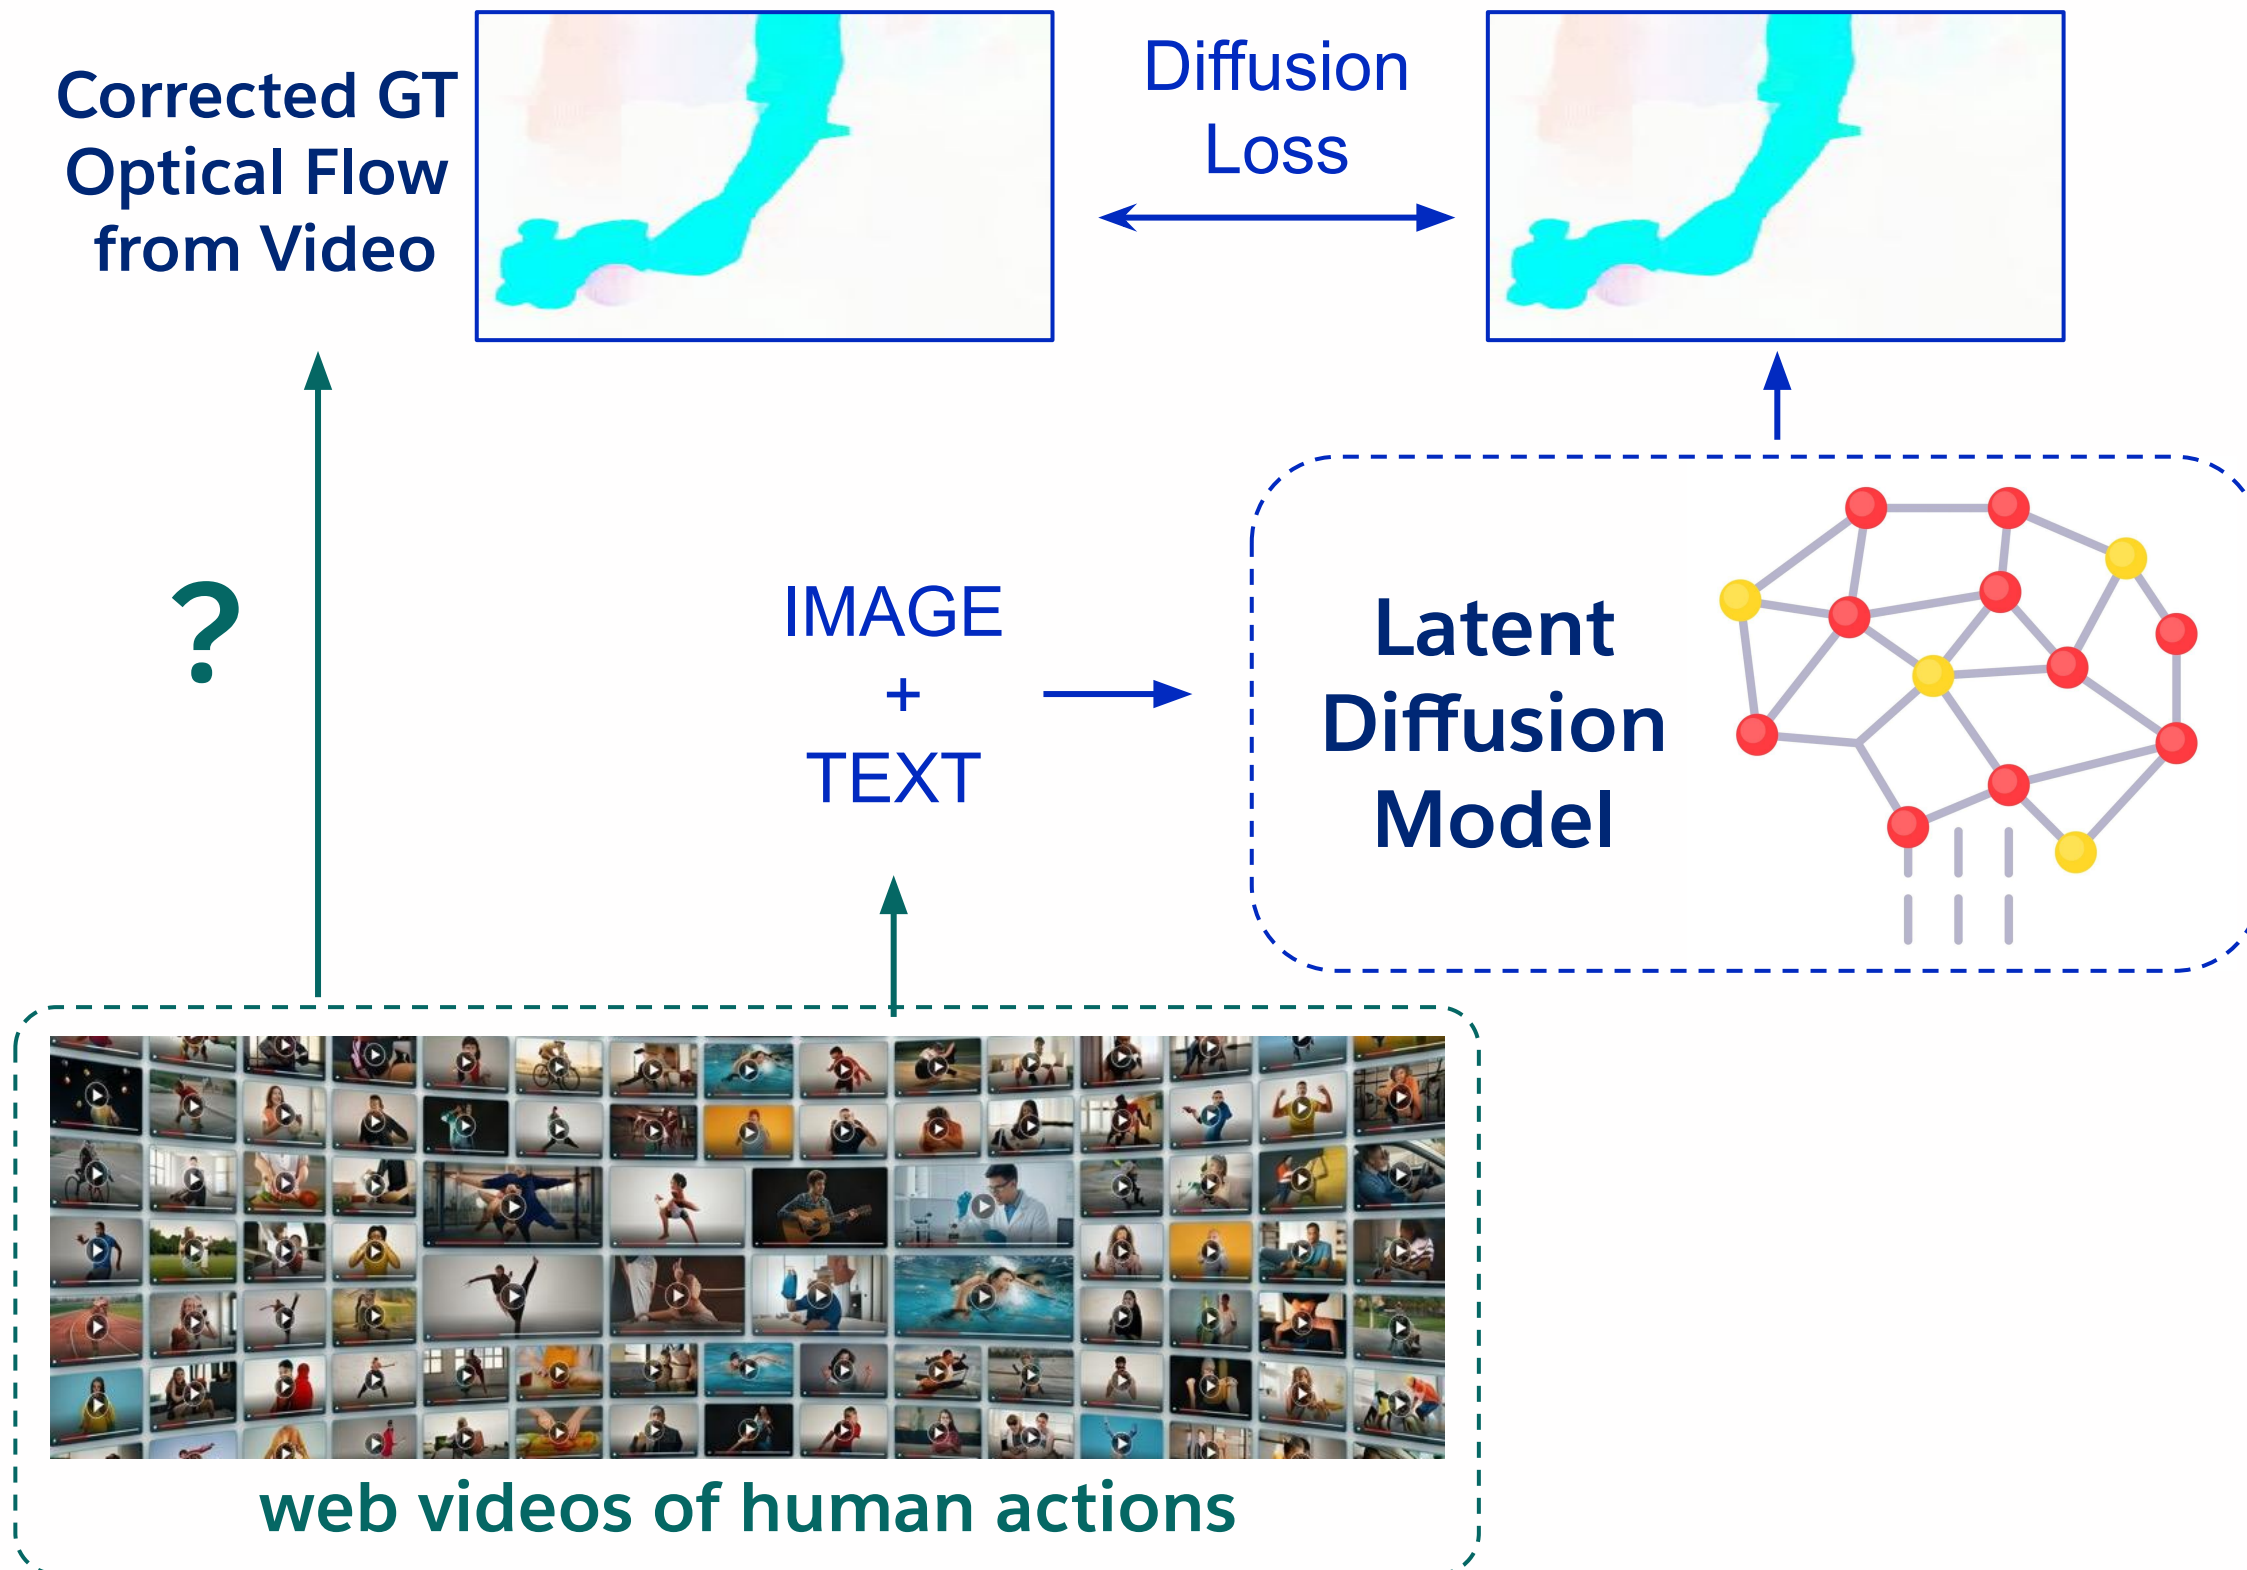 Corrected GT
Optical Flow
from Video
Diffusion
Loss
?
IMAGE
+
TEXT
Latent
Diffusion
Model
web videos of human actions